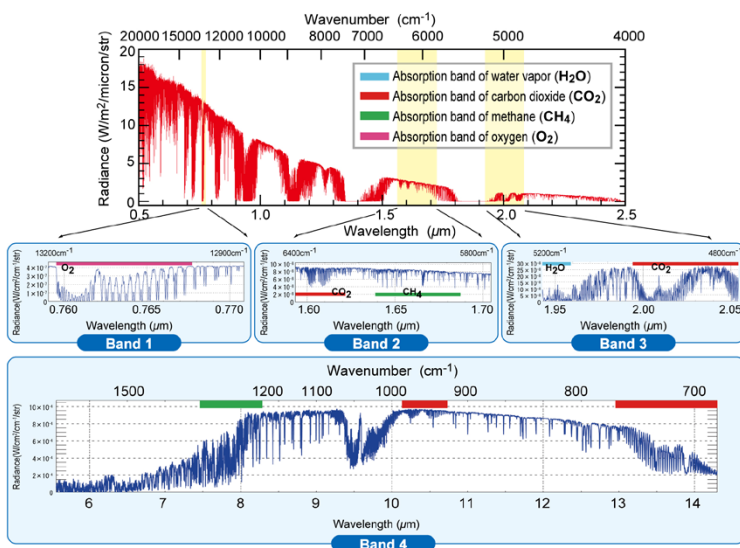 Wavenumber (cm⁻¹)
20000 15000 12000 10000 8000 7000 6000 5000 4000
Radiance (W/m2/micron/str)
20
15
10
5
0
Absorption band of water vapor (H₂O)
Absorption band of carbon dioxide (CO₂)
Absorption band of methane (CH₄)
Absorption band of oxygen (O₂)
0.5 1.0 1.5 2.0 2.5
Wavelength (μm)
13200cm⁻¹ 12900cm⁻¹
O₂
0.760 0.765 0.770
Wavelength (μm)
Band 1
6400cm⁻¹ 5800cm⁻¹
CO₂ CH₄
1.60 1.65 1.70
Wavelength (μm)
Band 2
5200cm⁻¹ 4800cm⁻¹
H₂O CO₂
1.95 2.00 2.05
Wavelength (μm)
Band 3
Wavenumber (cm⁻¹)
1500 1200 1100 1000 900 800 700
6 7 8 9 10 11 12 13 14
Wavelength (μm)
Band 4